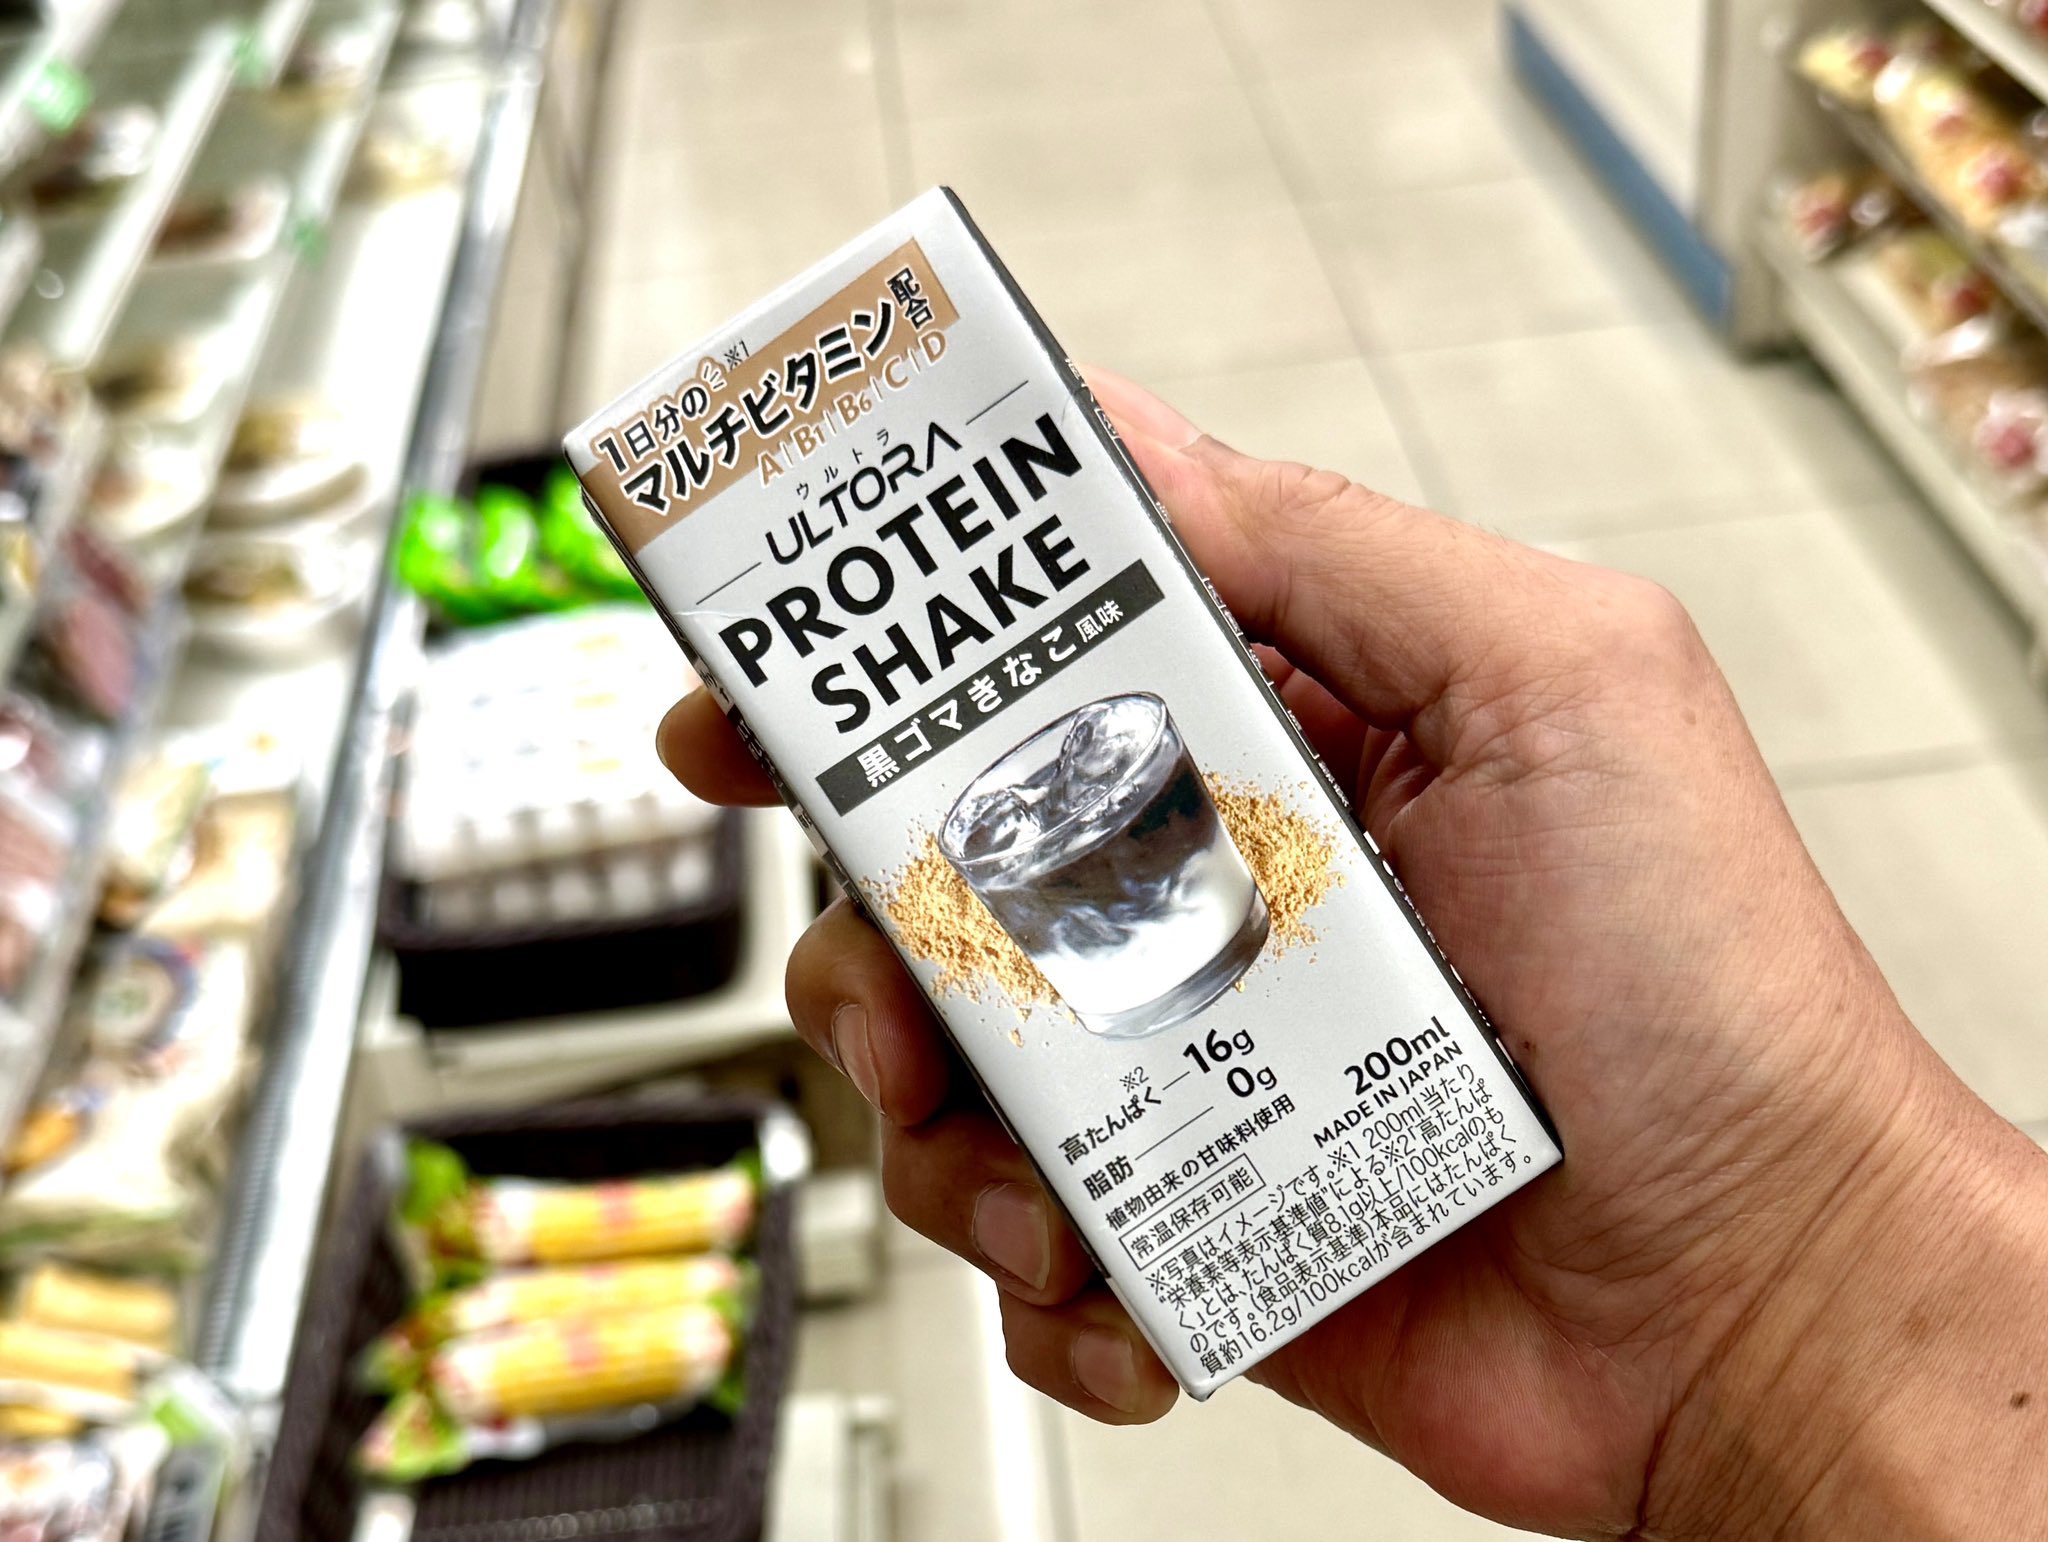 1日分の※1
マルチビタミン配合
A|B1|B6|C|D
ウルトラ
ULTORA
PROTEIN
SHAKE
黒ゴマきなこ風味
高たんぱく※2 16g
脂肪 0g
植物由来の甘味料使用
常温保存可能
200ml
MADE IN JAPAN
※写真はイメージです。※1 200ml当たり
"栄養素等表示基準値"による※2「高たんぱ
く」とは、たんぱく質8.1g以上/100kcalのも
のです。(食品表示基準)本品にはたんぱく
質約16.2g/100kcalが含まれています。